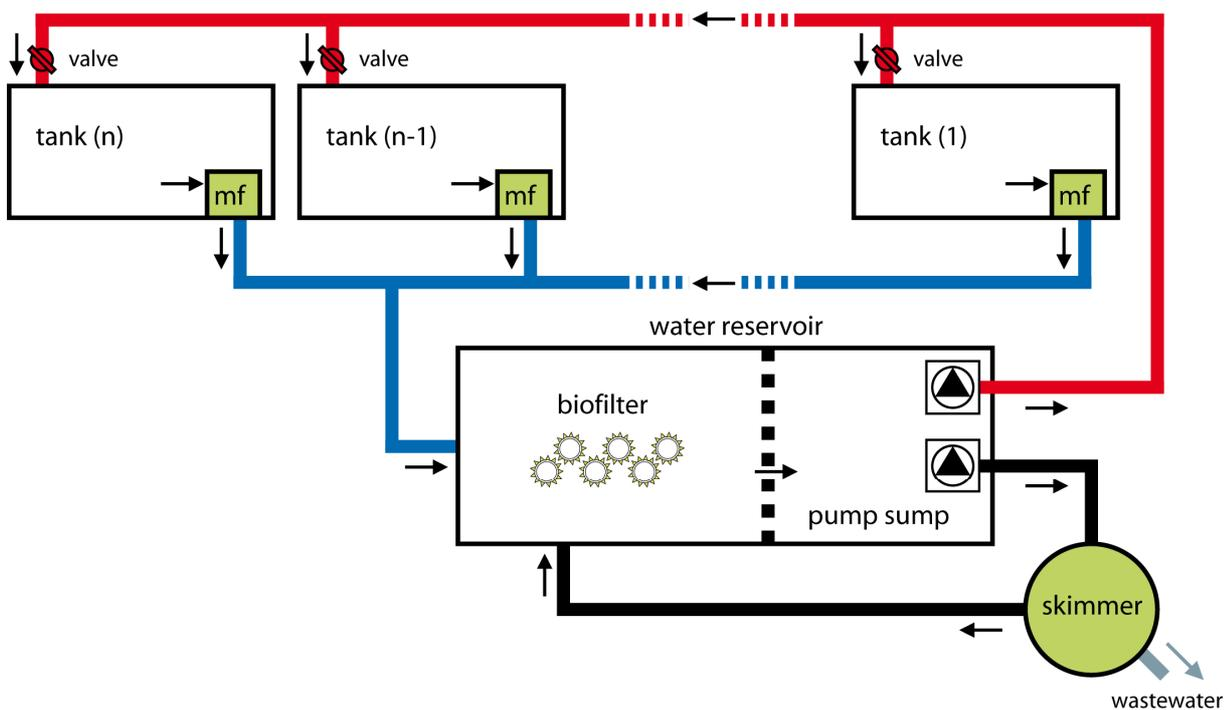 valve
valve
valve
tank (n)
tank (n-1)
tank (1)
mf
mf
mf
water reservoir
biofilter
pump sump
skimmer
wastewater